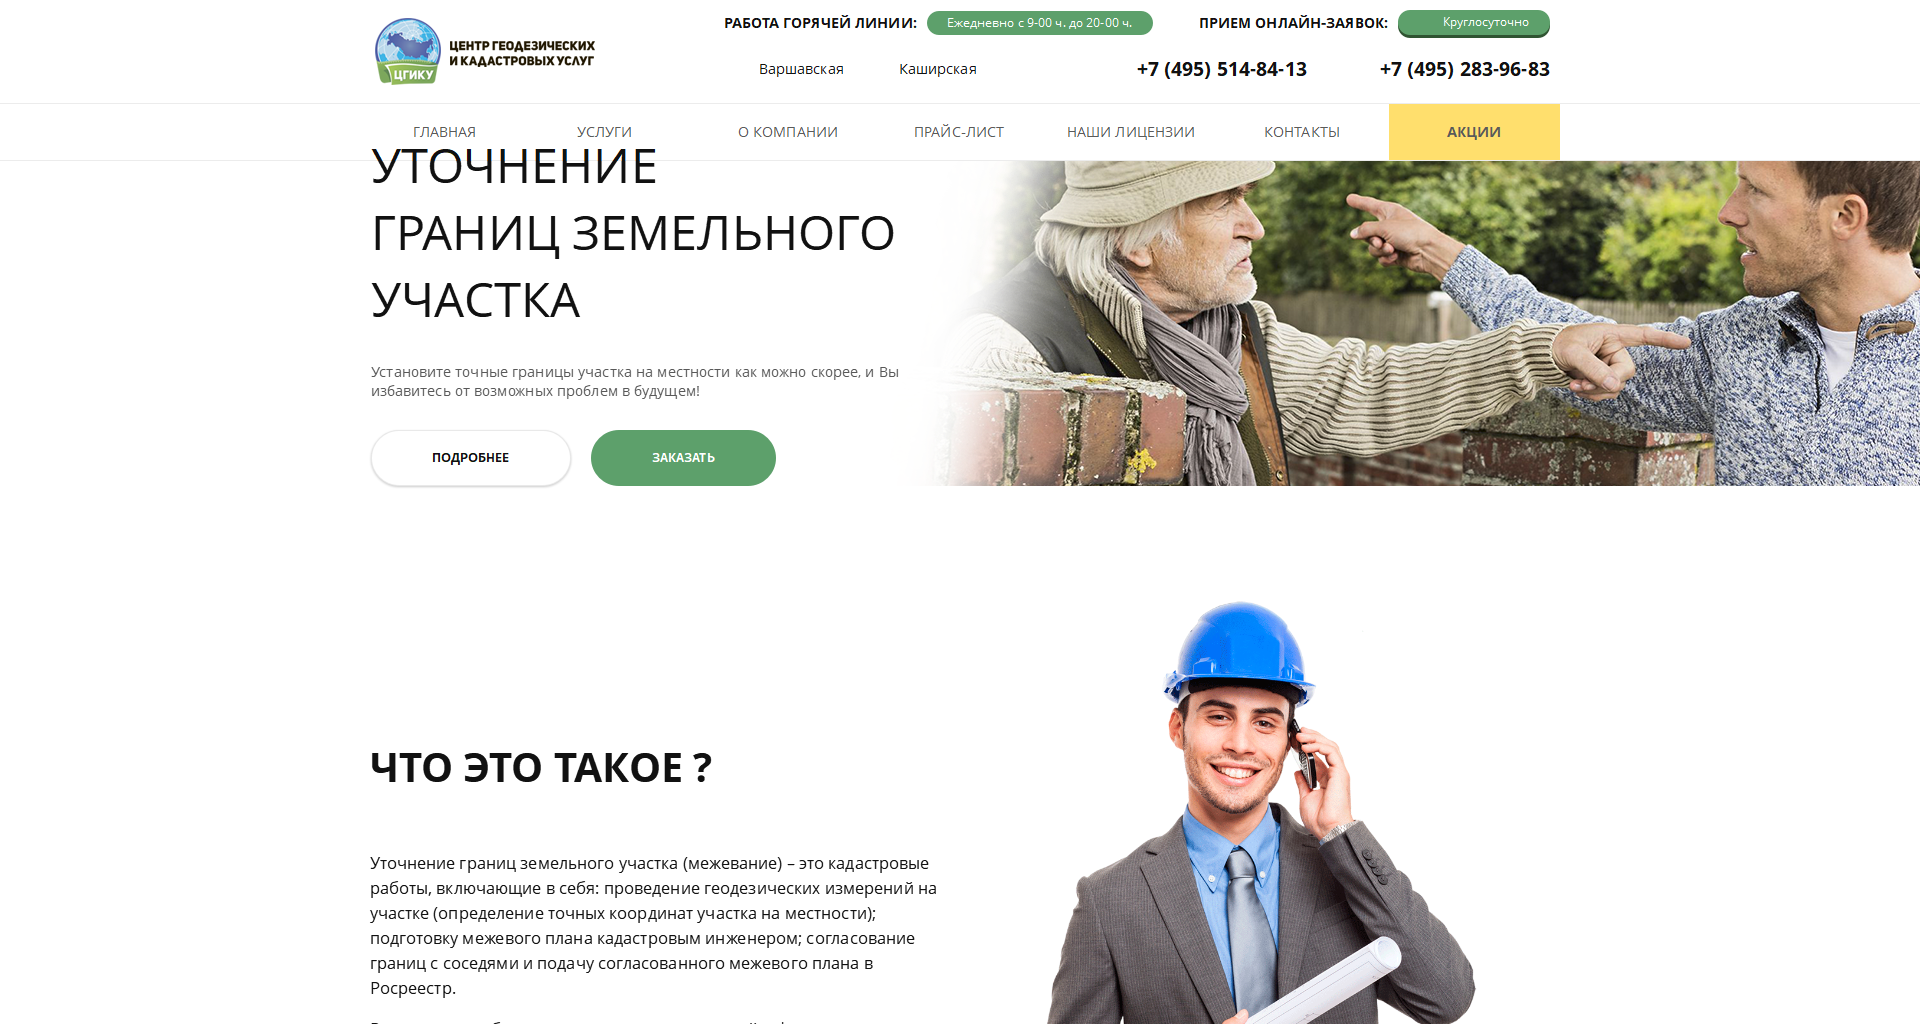 ЦГИКУ
ЦЕНТР ГЕОДЕЗИЧЕСКИХ
И КАДАСТРОВЫХ УСЛУГ
РАБОТА ГОРЯЧЕЙ ЛИНИИ: Ежедневно с 9-00 ч. до 20-00 ч. ПРИЕМ ОНЛАЙН-ЗАЯВОК: Круглосуточно
Варшавская Каширская +7 (495) 514-84-13 +7 (495) 283-96-83
ГЛАВНАЯ УСЛУГИ О КОМПАНИИ ПРАЙС-ЛИСТ НАШИ ЛИЦЕНЗИИ КОНТАКТЫ АКЦИИ
УТОЧНЕНИЕ
ГРАНИЦ ЗЕМЕЛЬНОГО
УЧАСТКА
Установите точные границы участка на местности как можно скорее, и Вы
избавитесь от возможных проблем в будущем!
ПОДРОБНЕЕ ЗАКАЗАТЬ
ЧТО ЭТО ТАКОЕ ?
Уточнение границ земельного участка (межевание) – это кадастровые
работы, включающие в себя: проведение геодезических измерений на
участке (определение точных координат участка на местности);
подготовку межевого плана кадастровым инженером; согласование
границ с соседями и подачу согласованного межевого плана в
Росреестр.